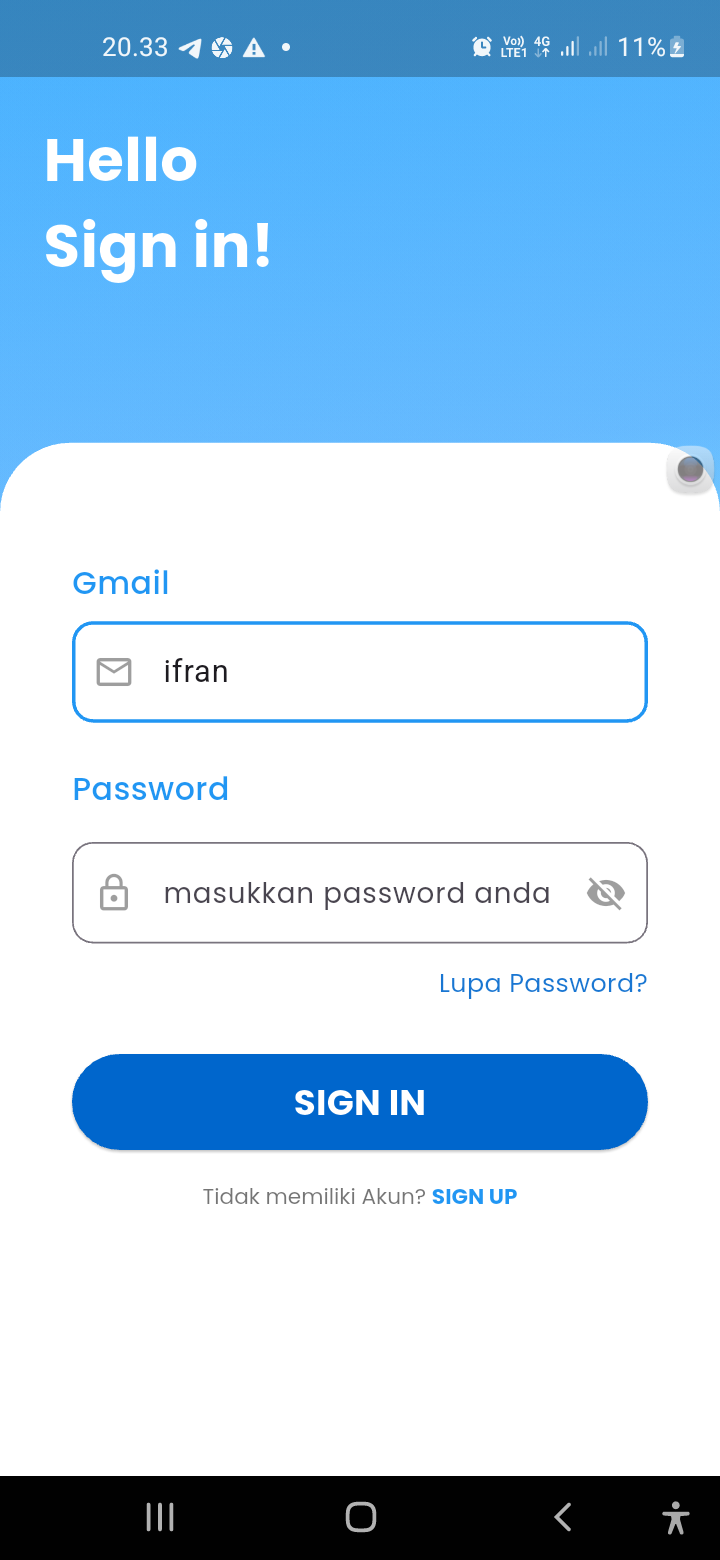 20.33 Vo)) LTE1 4G 11%
Hello
Sign in!
Gmail
ifran
Password
masukkan password anda
Lupa Password?
SIGN IN
Tidak memiliki Akun? SIGN UP